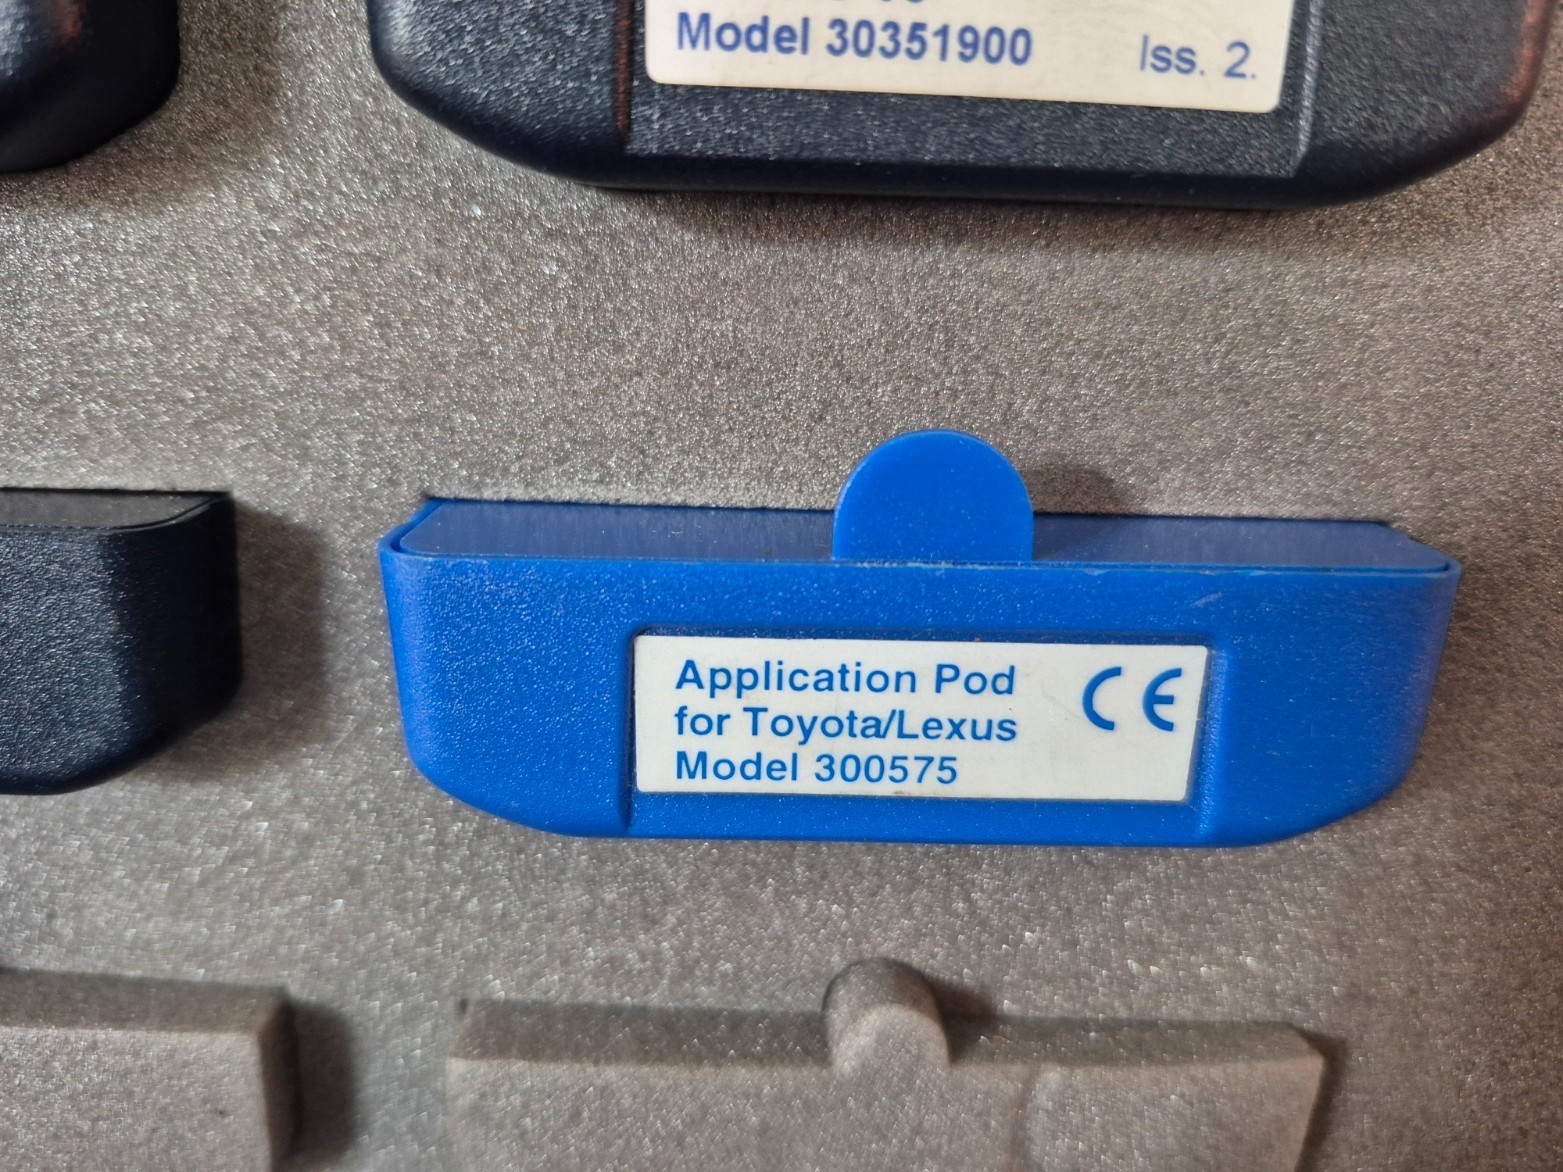 Model 30351900 Iss. 2.
Application Pod CE
for Toyota/Lexus
Model 300575